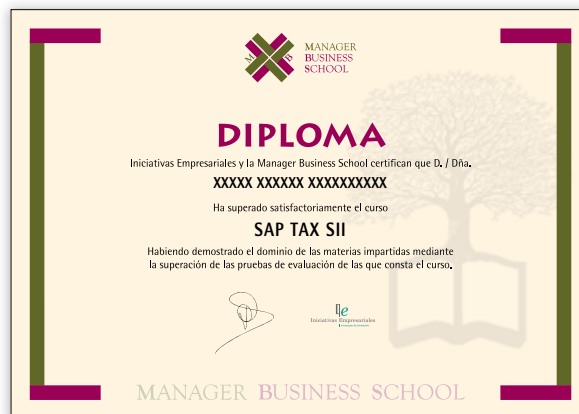 M B
MANAGER
BUSINESS
SCHOOL
DIPLOMA
Iniciativas Empresariales y la Manager Business School certifican que D. / Dña.
XXXXX XXXXXX XXXXXXXXXX
Ha superado satisfactoriamente el curso
SAP TAX SII
Habiendo demostrado el dominio de las materias impartidas mediante
la superación de las pruebas de evaluación de las que consta el curso.
Ile
Iniciativas Empresariales
MANAGER BUSINESS SCHOOL